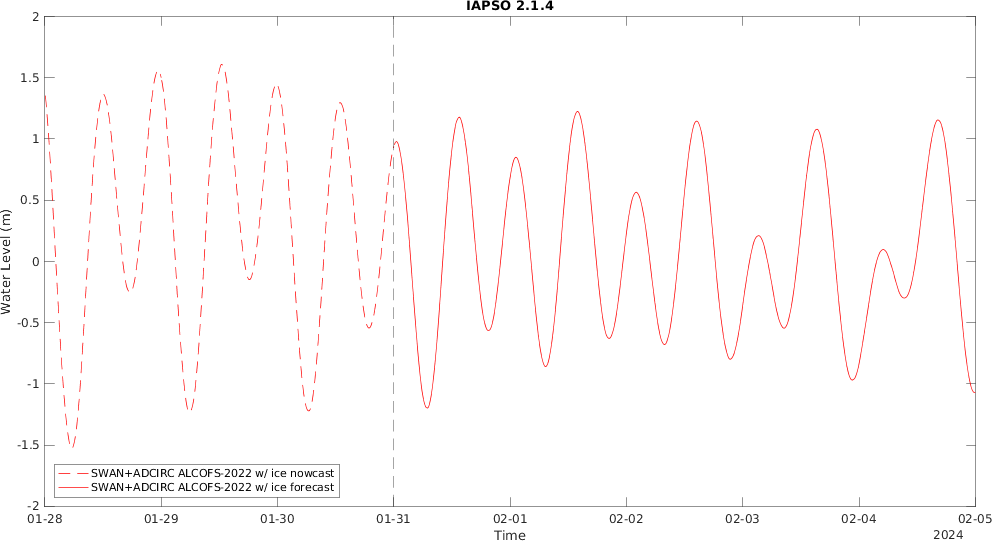 IAPSO 2.1.4
2
1.5
1
0.5
0
-0.5
-1
-1.5
-2
Water Level (m)
SWAN+ADCIRC ALCOFS-2022 w/ ice nowcast
SWAN+ADCIRC ALCOFS-2022 w/ ice forecast
01-28 01-29 01-30 01-31 02-01 02-02 02-03 02-04 02-05
Time
2024